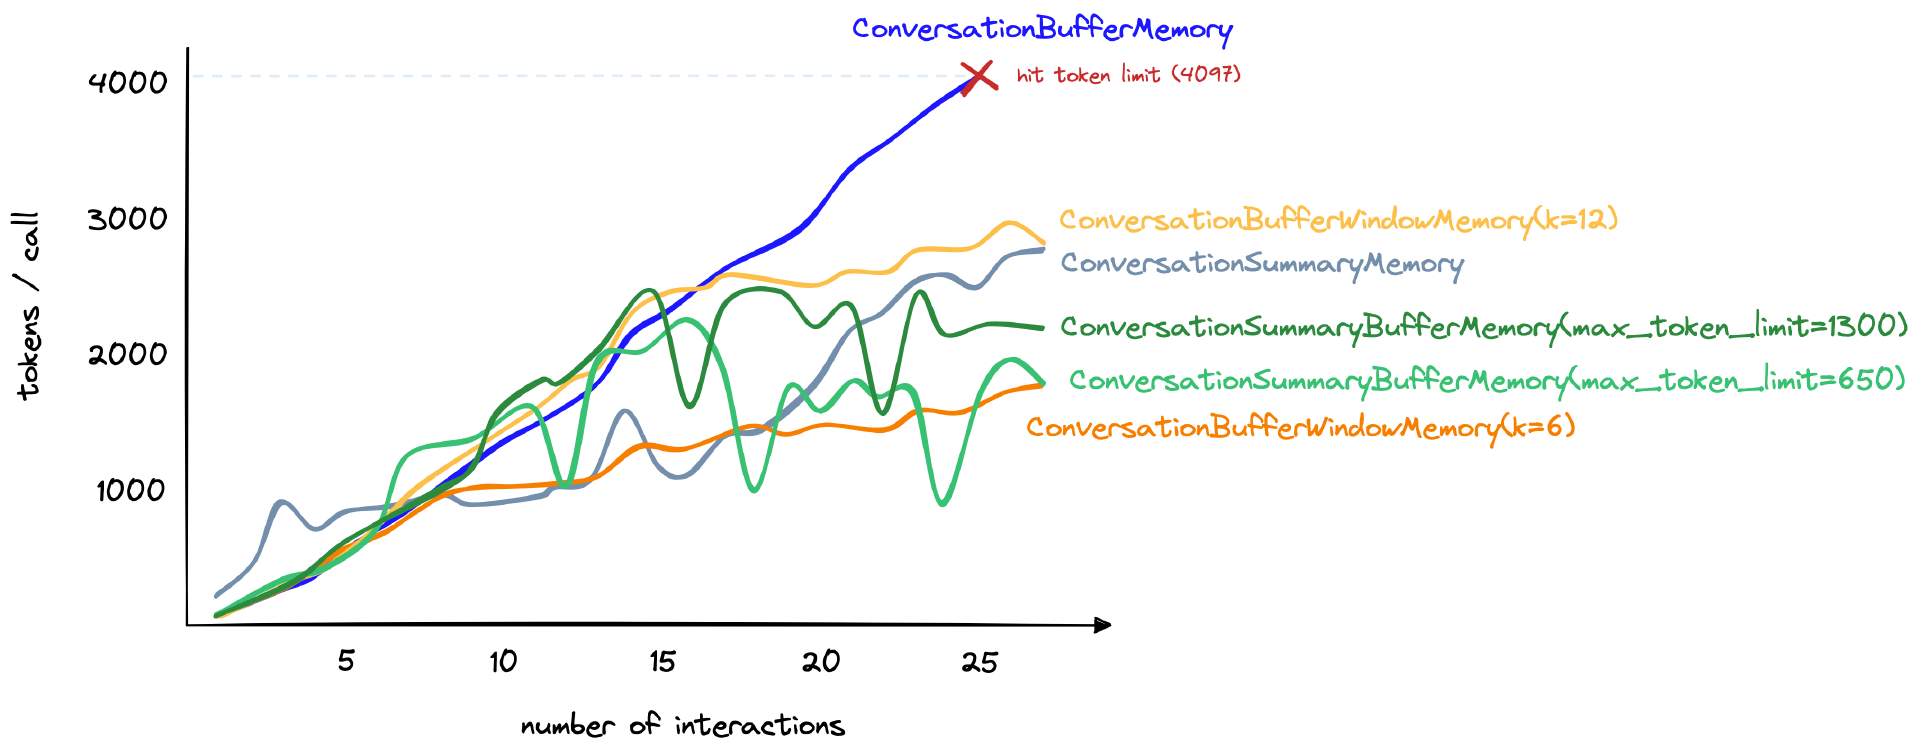 ConversationBufferMemory
hit token limit (4097)
4000
3000
2000
1000
tokens / call
ConversationBufferWindowMemory(k=12)
ConversationSummaryMemory
ConversationSummaryBufferMemory(max_token_limit=1300)
ConversationSummaryBufferMemory(max_token_limit=650)
ConversationBufferWindowMemory(k=6)
5 10 15 20 25
number of interactions